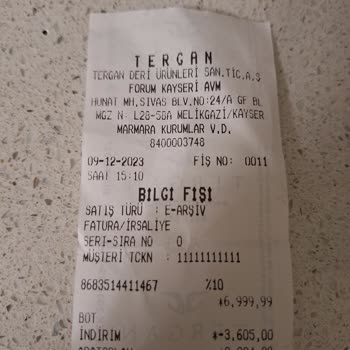 TERGAN
TERGAN DERİ ÜRÜNLERİ SAN.TİC.A.Ş
FORUM KAYSERİ AVM
HUNAT MH.SIVAS BLV.NO:24/A GF BL
MGZ N: L28-58A MELİKGAZİ/KAYSER
MARMARA KURUMLAR V.D.
8400003748
09-12-2023 FİŞ NO: 0011
SAAT 15:10
BİLGİ FİŞİ
SATIŞ TÜRÜ : E-ARŞİV
FATURA/İRSALİYE
SERI-SIRA NO : 0
MÜŞTERİ TCKN : 11111111111
8683514411467 %10
*6,999,99
BOT
İNDİRİM *-3,605,00